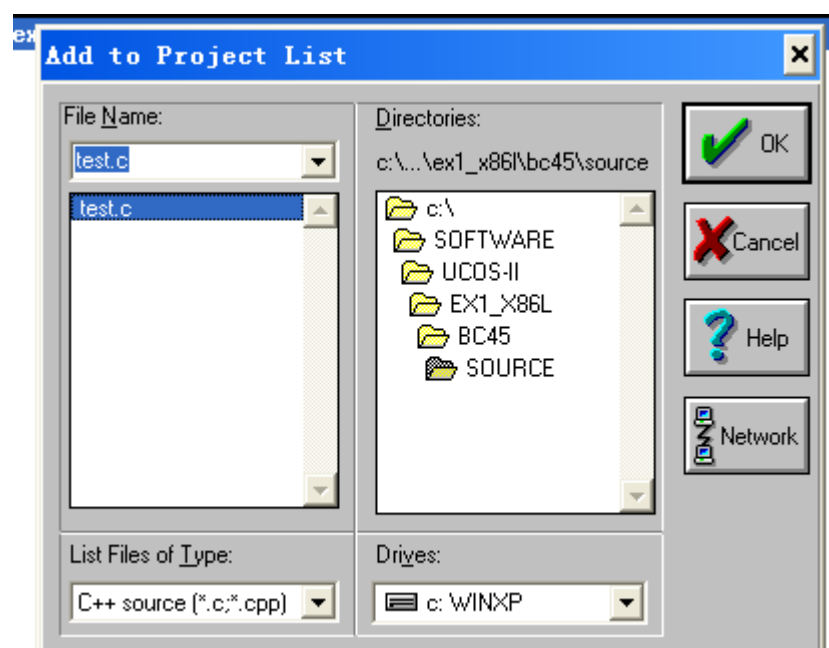 ex
Add to Project List
File Name:
test.c
test.c
List Files of Type:
C++ source (*.c;*.cpp)
Directories:
c:\...\ex1_x86l\bc45\source
c:\
SOFTWARE
UCOS-II
EX1_X86L
BC45
SOURCE
Drives:
c: WINXP
OK
Cancel
Help
Network